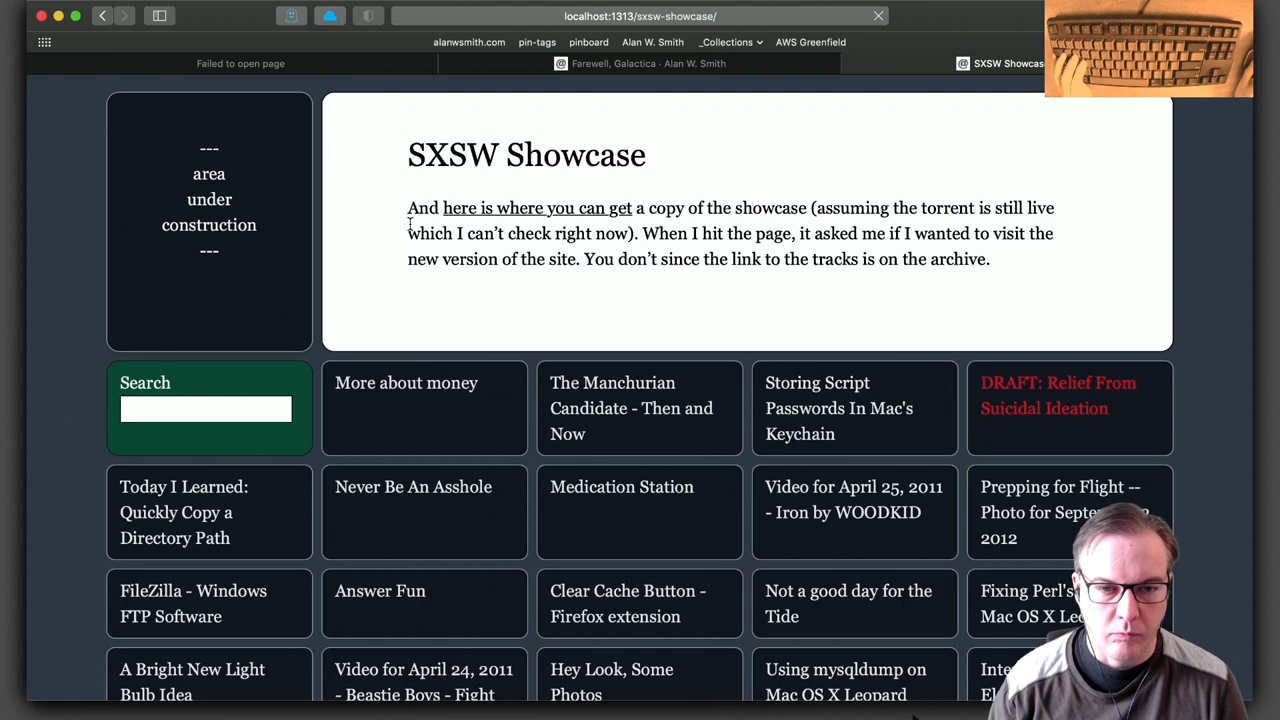 localhost:1313/sxsw-showcase/
alanwsmith.com pin-tags pinboard Alan W. Smith _Collections AWS Greenfield
Failed to open page
@ Farewell, Galactica - Alan W. Smith
@ SXSW Showcase
---
area
under
construction
---
SXSW Showcase
And here is where you can get a copy of the showcase (assuming the torrent is still live
which I can’t check right now). When I hit the page, it asked me if I wanted to visit the
new version of the site. You don’t since the link to the tracks is on the archive.
Search
More about money
The Manchurian
Candidate - Then and
Now
Storing Script
Passwords In Mac's
Keychain
DRAFT: Relief From
Suicidal Ideation
Today I Learned:
Quickly Copy a
Directory Path
Never Be An Asshole
Medication Station
Video for April 25, 2011
- Iron by WOODKID
Prepping for Flight --
Photo for
2012
FileZilla - Windows
FTP Software
Answer Fun
Clear Cache Button -
Firefox extension
Not a good day for the
Tide
Fixing Perl's
Mac OS X
A Bright New Light
Bulb Idea
Video for April 24, 2011
- Beastie Boys - Fight
Hey Look, Some
Photos
Using mysqldump on
Mac OS X Leopard